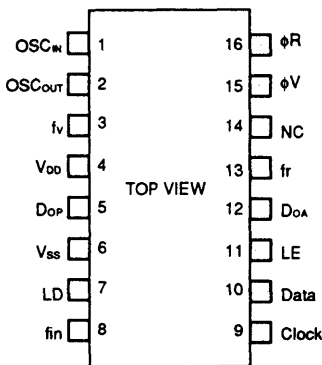 OSCIN 1 16 φR
OSCOUT 2 15 φV
fv 3 14 NC
VDD 4 13 fr
TOP VIEW
DOP 5 12 DOA
VSS 6 11 LE
LD 7 10 Data
fin 8 9 Clock